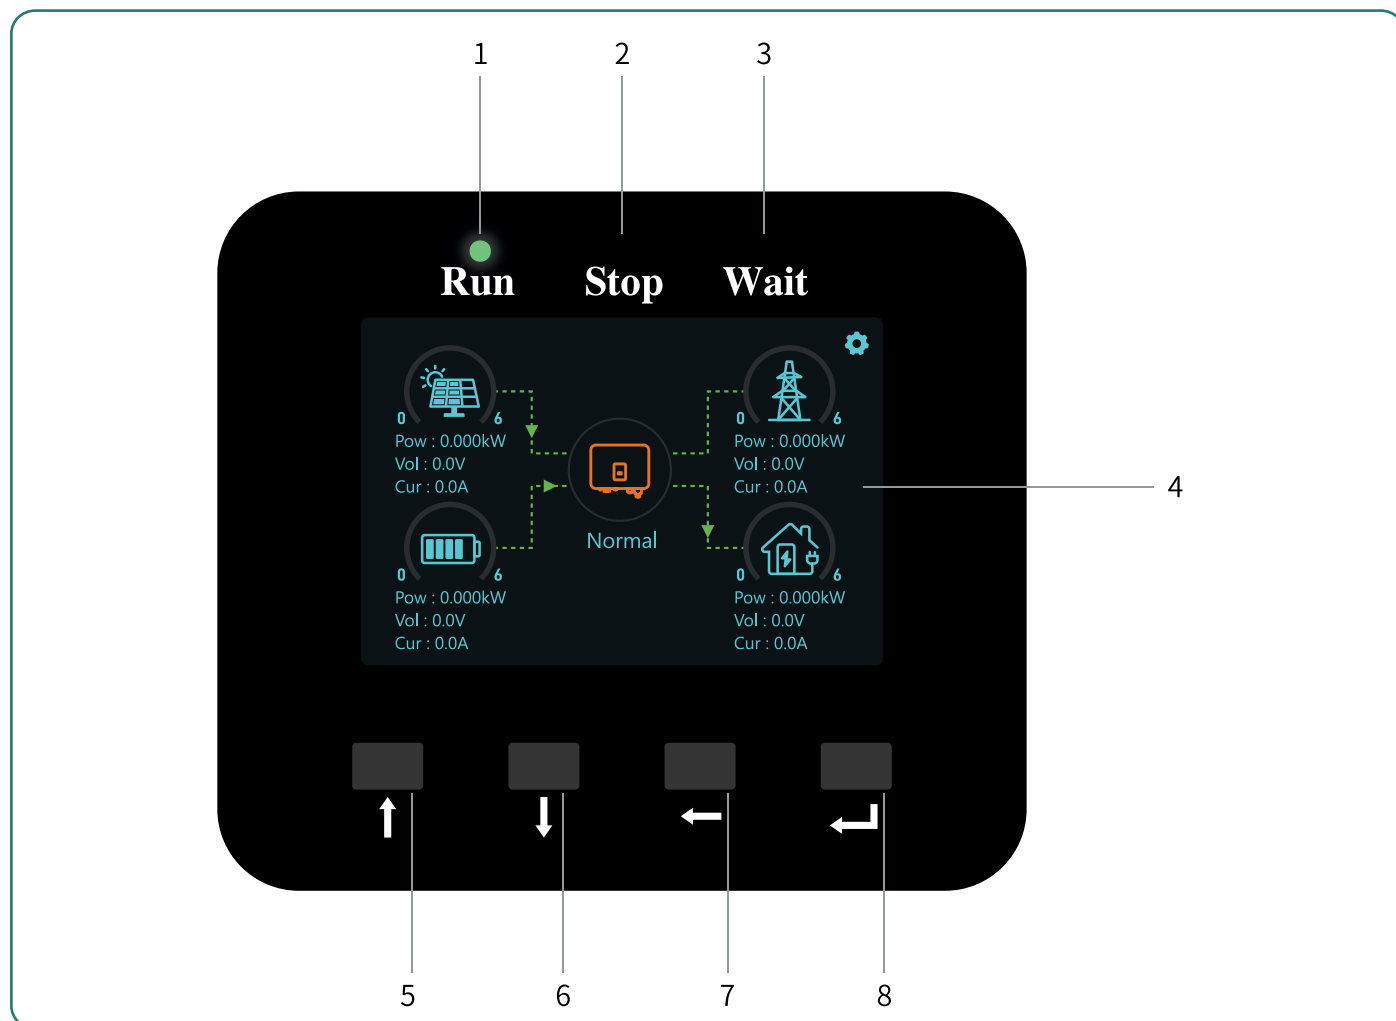 1 2 3
Run Stop Wait
0 6
Pow : 0.000kW
Vol : 0.0V
Cur : 0.0A
0 6
Pow : 0.000kW
Vol : 0.0V
Cur : 0.0A
4
Normal
0 6
Pow : 0.000kW
Vol : 0.0V
Cur : 0.0A
0 6
Pow : 0.000kW
Vol : 0.0V
Cur : 0.0A
5 6 7 8